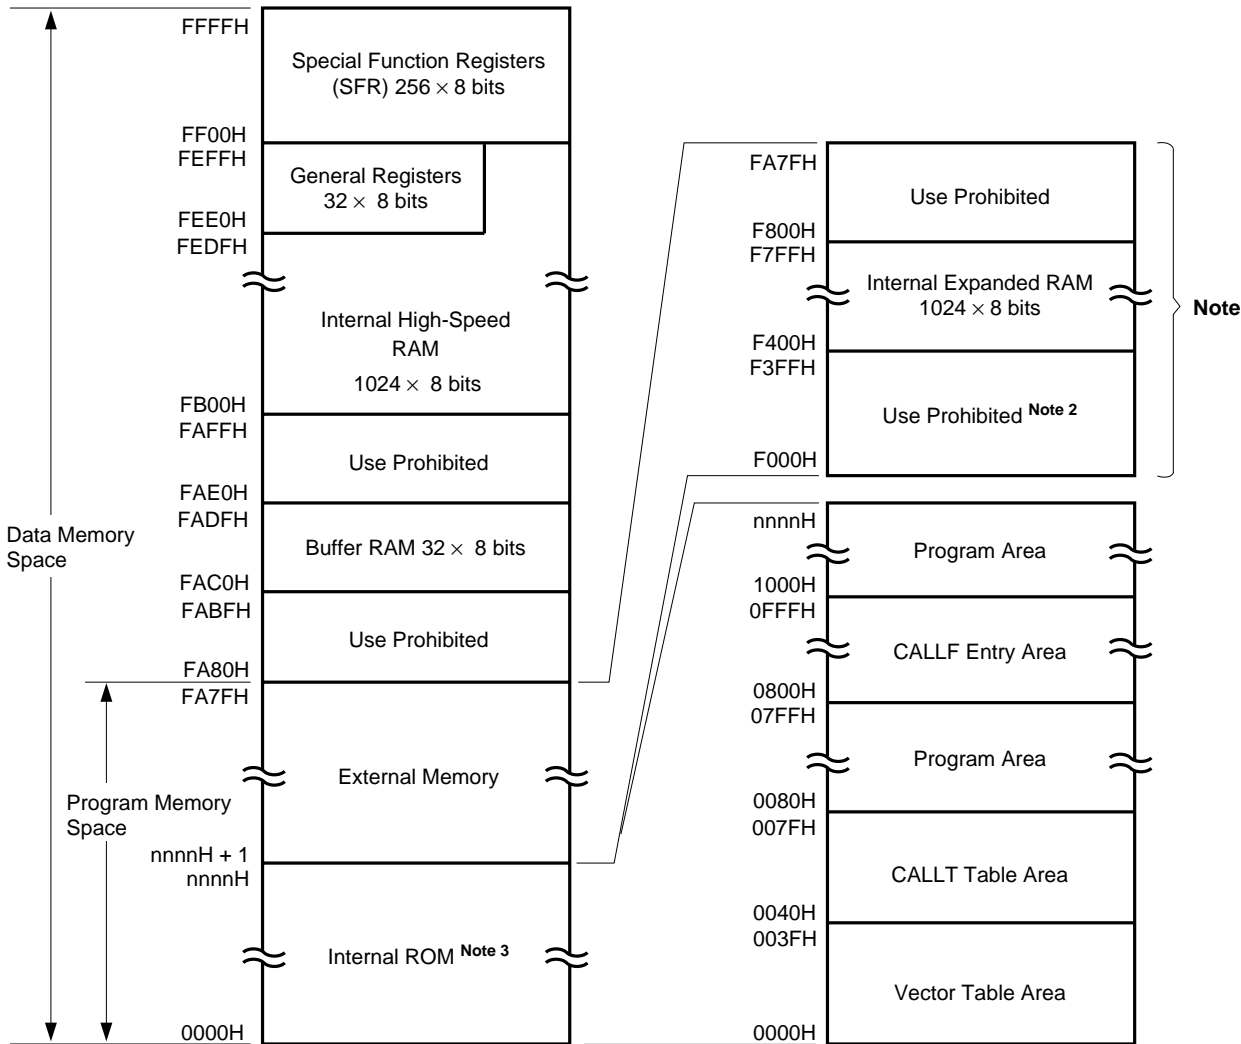 FFFFH
Special Function Registers
(SFR) 256 × 8 bits
FF00H
FEFFH
General Registers
32 × 8 bits
FEE0H
FEDFH
Internal High-Speed
RAM
1024 × 8 bits
FB00H
FAFFH
Use Prohibited
FAE0H
FADFH
Buffer RAM 32 × 8 bits
FAC0H
FABFH
Use Prohibited
FA80H
FA7FH
External Memory
nnnnH + 1
nnnnH
Internal ROM Note 3
0000H
Data Memory
Space
Program Memory
Space
FA7FH
Use Prohibited
F800H
F7FFH
Internal Expanded RAM
1024 × 8 bits
F400H
F3FFH
Use Prohibited Note 2
F000H
Note
nnnnH
Program Area
1000H
0FFFH
CALLF Entry Area
0800H
07FFH
Program Area
0080H
007FH
CALLT Table Area
0040H
003FH
Vector Table Area
0000H